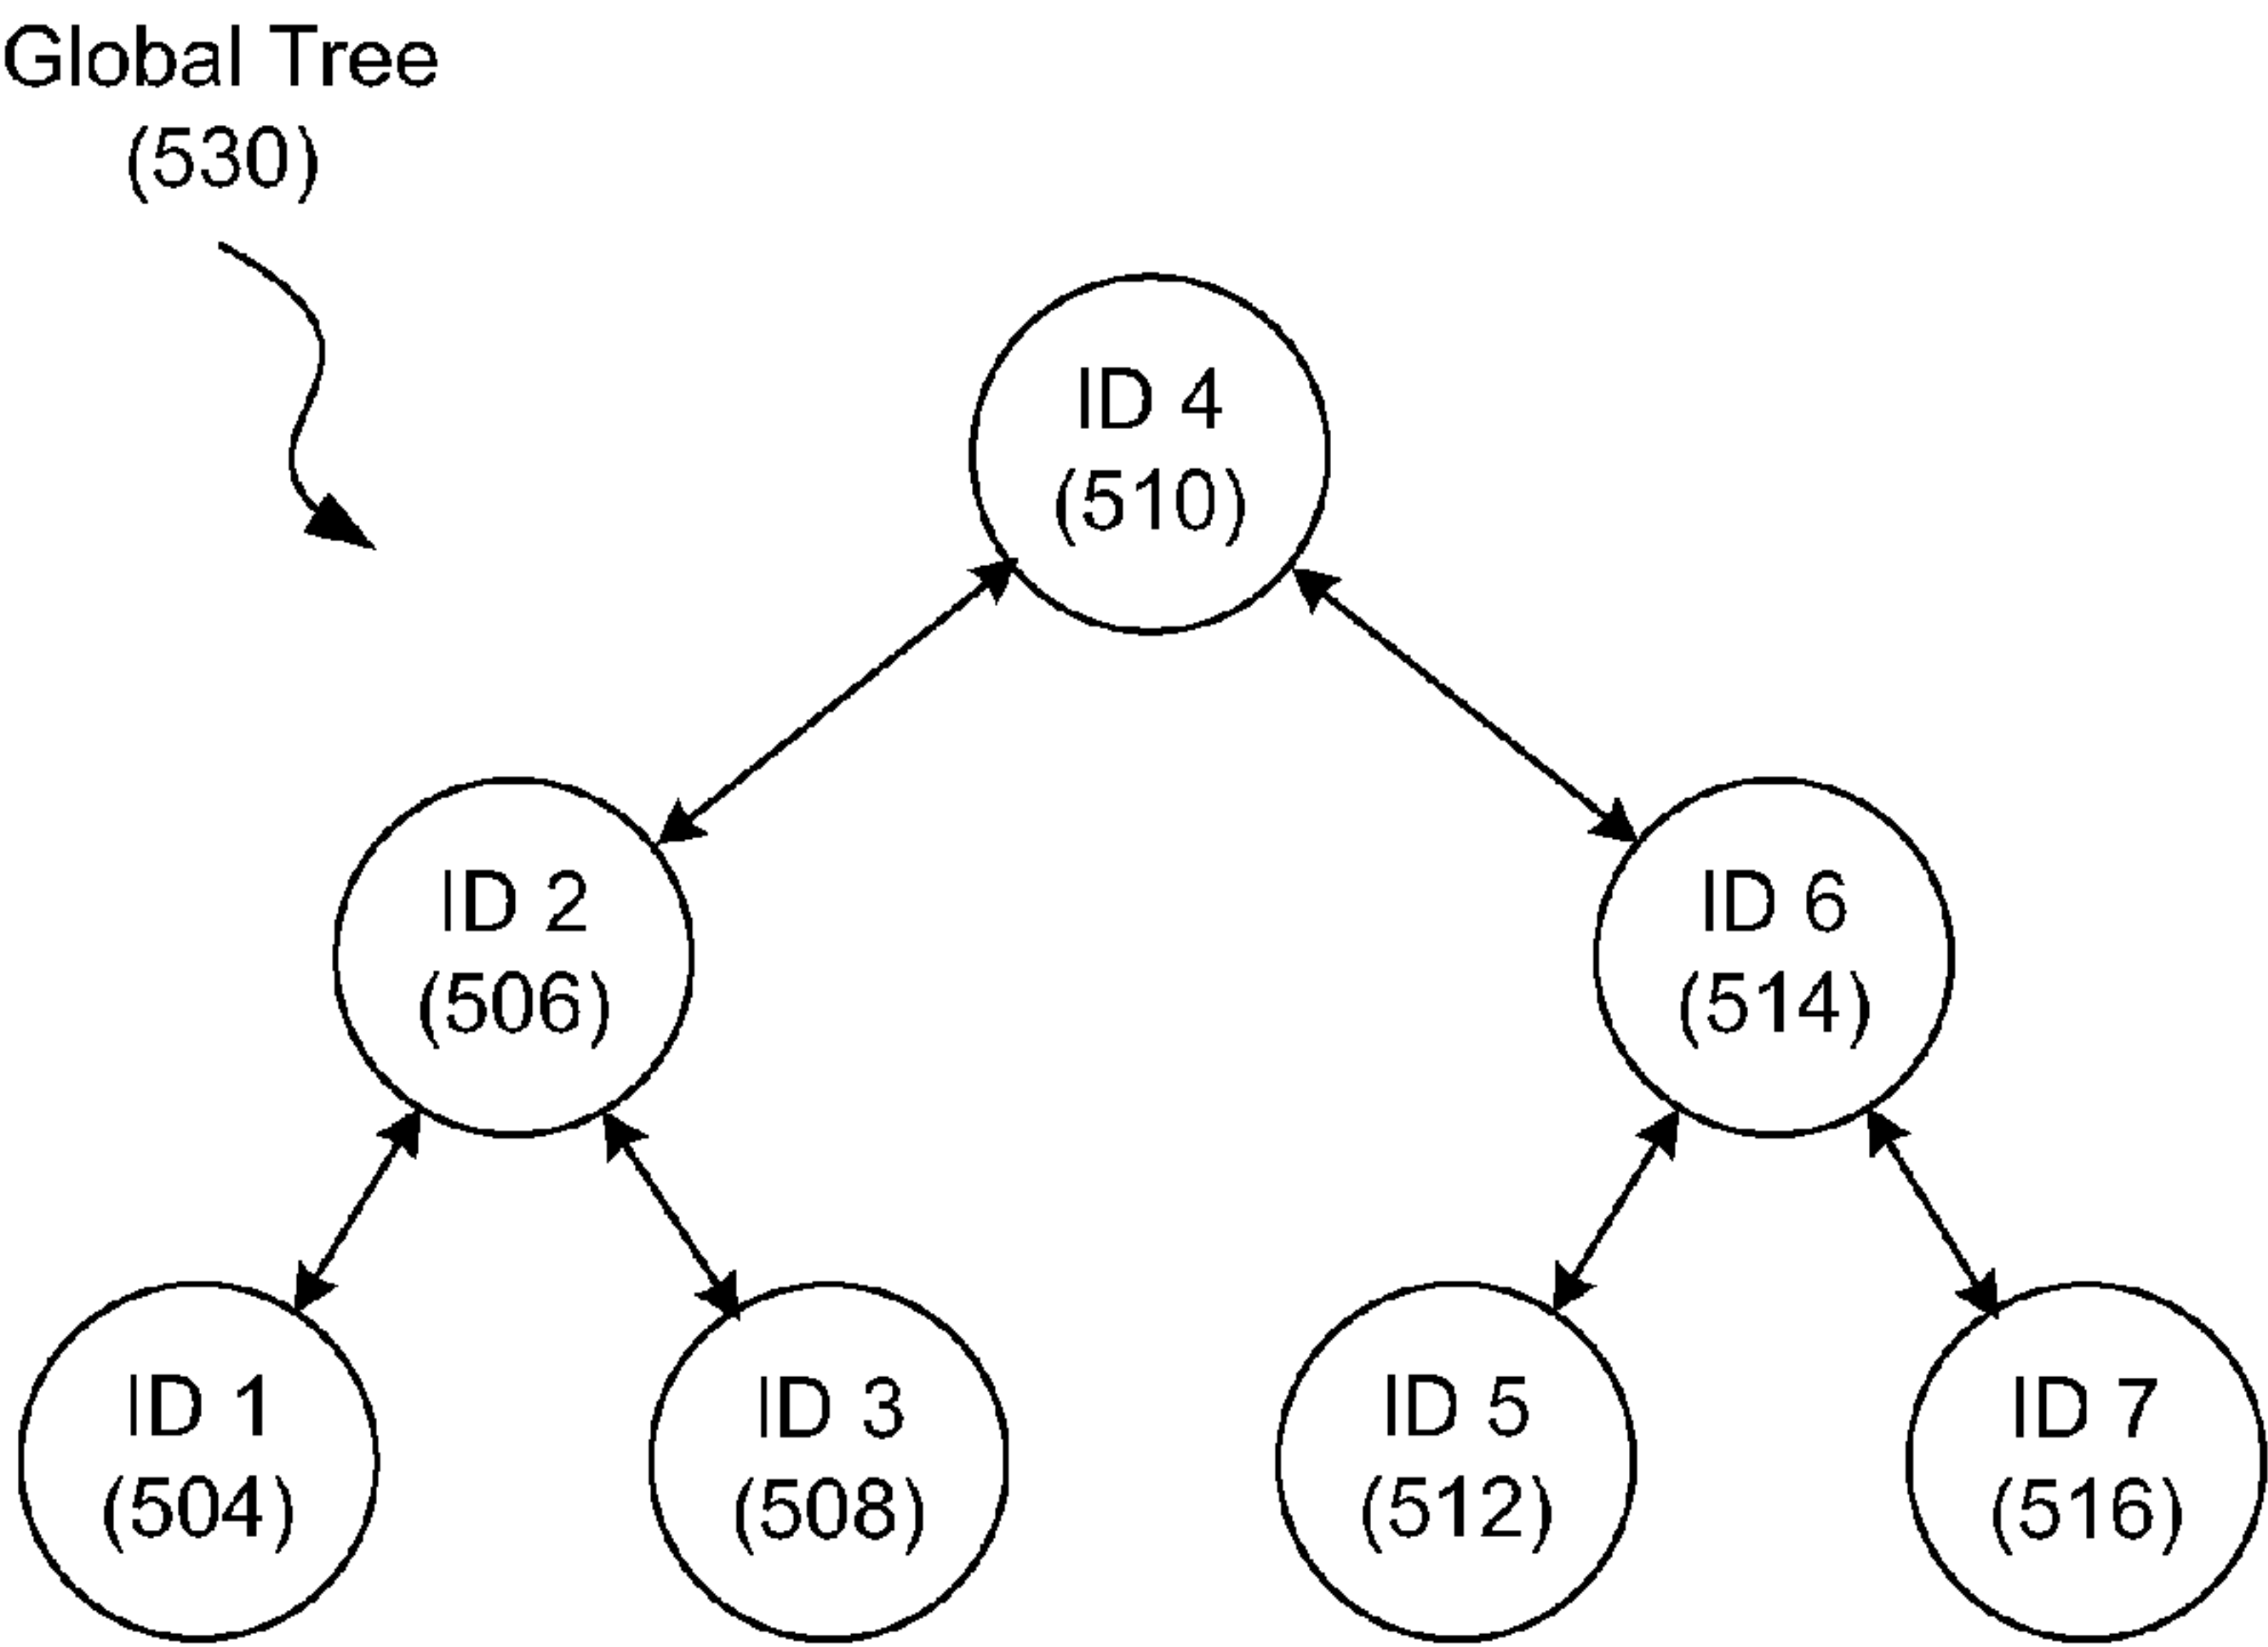 Global Tree
(530)
ID 4
(510)
ID 2
(506)
ID 6
(514)
ID 1
(504)
ID 3
(508)
ID 5
(512)
ID 7
(516)